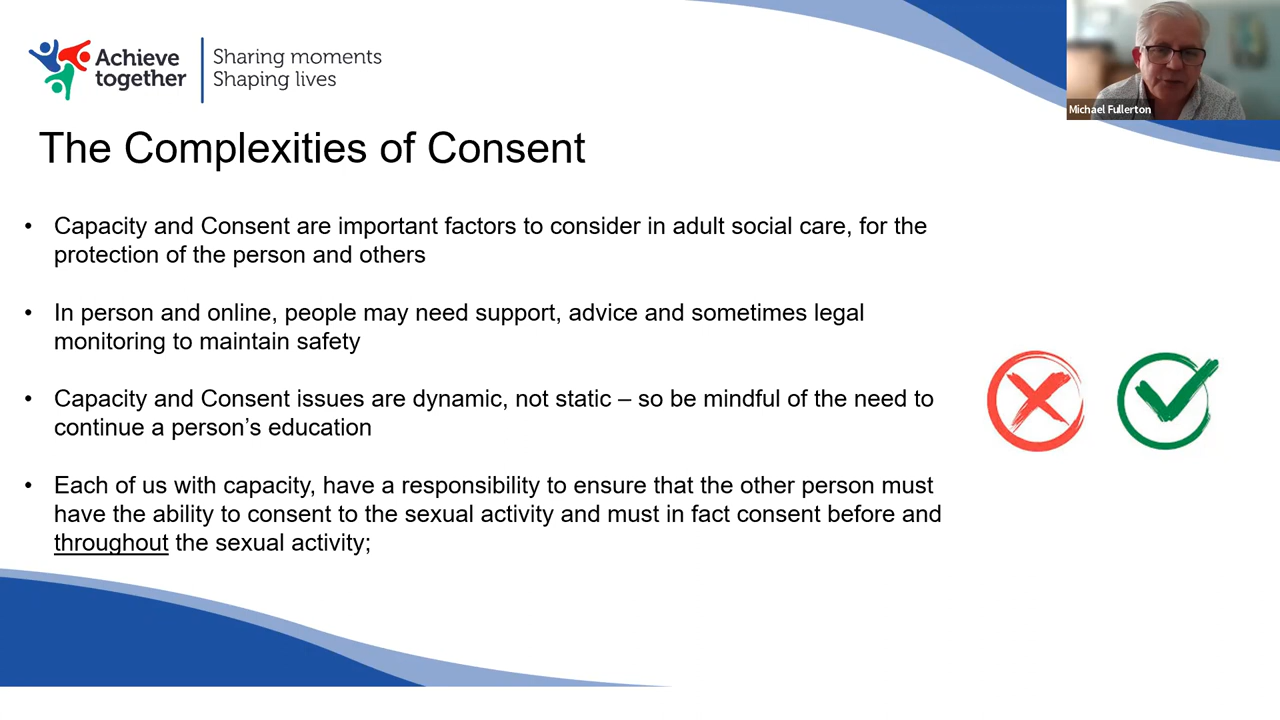 Achieve
together
Sharing moments
Shaping lives
Michael Fullerton
The Complexities of Consent
• Capacity and Consent are important factors to consider in adult social care, for the
protection of the person and others
• In person and online, people may need support, advice and sometimes legal
monitoring to maintain safety
• Capacity and Consent issues are dynamic, not static – so be mindful of the need to
continue a person’s education
• Each of us with capacity, have a responsibility to ensure that the other person must
have the ability to consent to the sexual activity and must in fact consent before and
throughout the sexual activity;